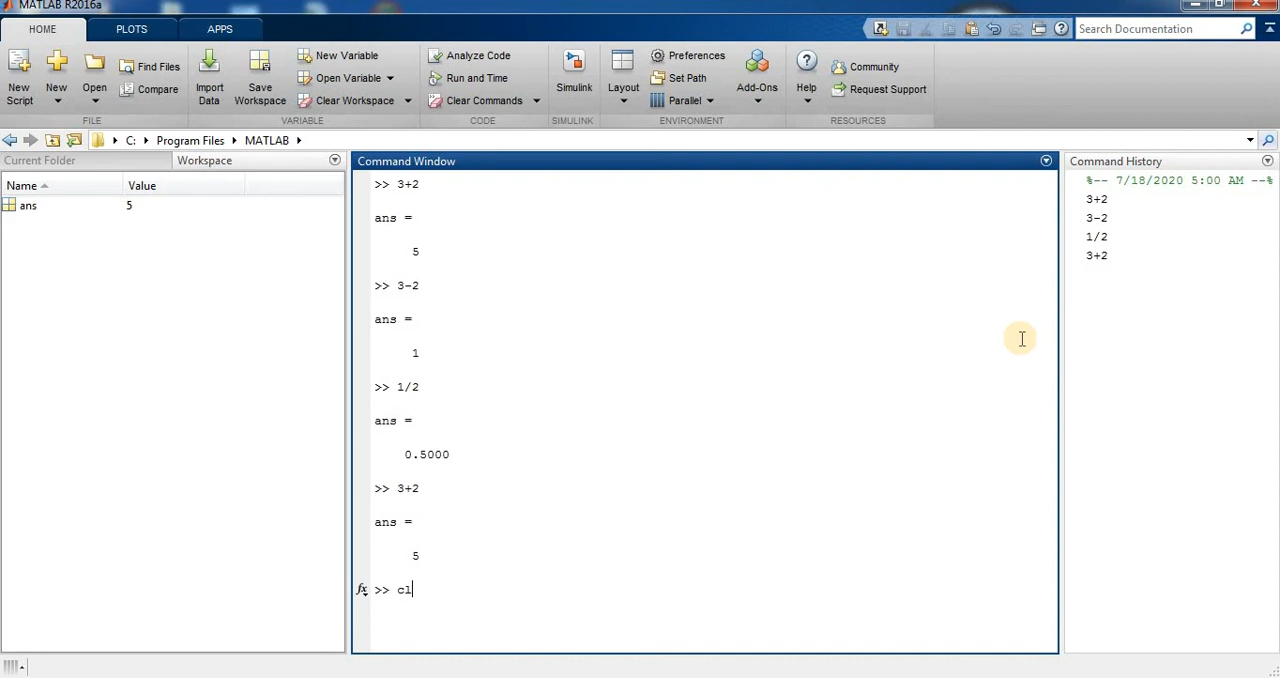 MATLAB R2016a
HOME PLOTS APPS
Search Documentation
New Script
New
Open
Find Files
Compare
FILE
Import Data
Save Workspace
New Variable
Open Variable
Clear Workspace
VARIABLE
Analyze Code
Run and Time
Clear Commands
CODE
Simulink
SIMULINK
Layout
Preferences
Set Path
Parallel
Add-Ons
ENVIRONMENT
Help
Community
Request Support
RESOURCES
C: Program Files MATLAB
Current Folder Workspace
Name Value
ans 5
Command Window
>> 3+2
ans =
5
>> 3-2
ans =
1
>> 1/2
ans =
0.5000
>> 3+2
ans =
5
fx >> cl
Command History
%-- 7/18/2020 5:00 AM --%
3+2
3-2
1/2
3+2